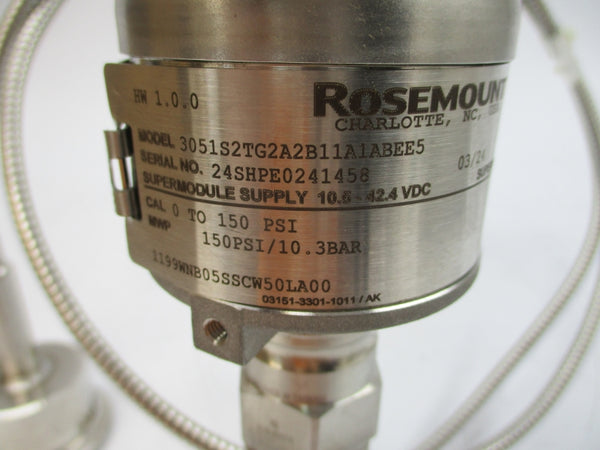 HW 1.0.0
ROSEMOUNT
CHARLOTTE, NC,
MODEL 3051S2TG2A2B11A1ABEE5
SERIAL NO. 24SHPE0241458
03/24
SUPERMODULE SUPPLY 10.5 - 42.4 VDC
CAL 0 TO 150 PSI
MWP 150PSI/10.3BAR
1199WNB05SSCW50LA00
03151-3301-1011 / AK